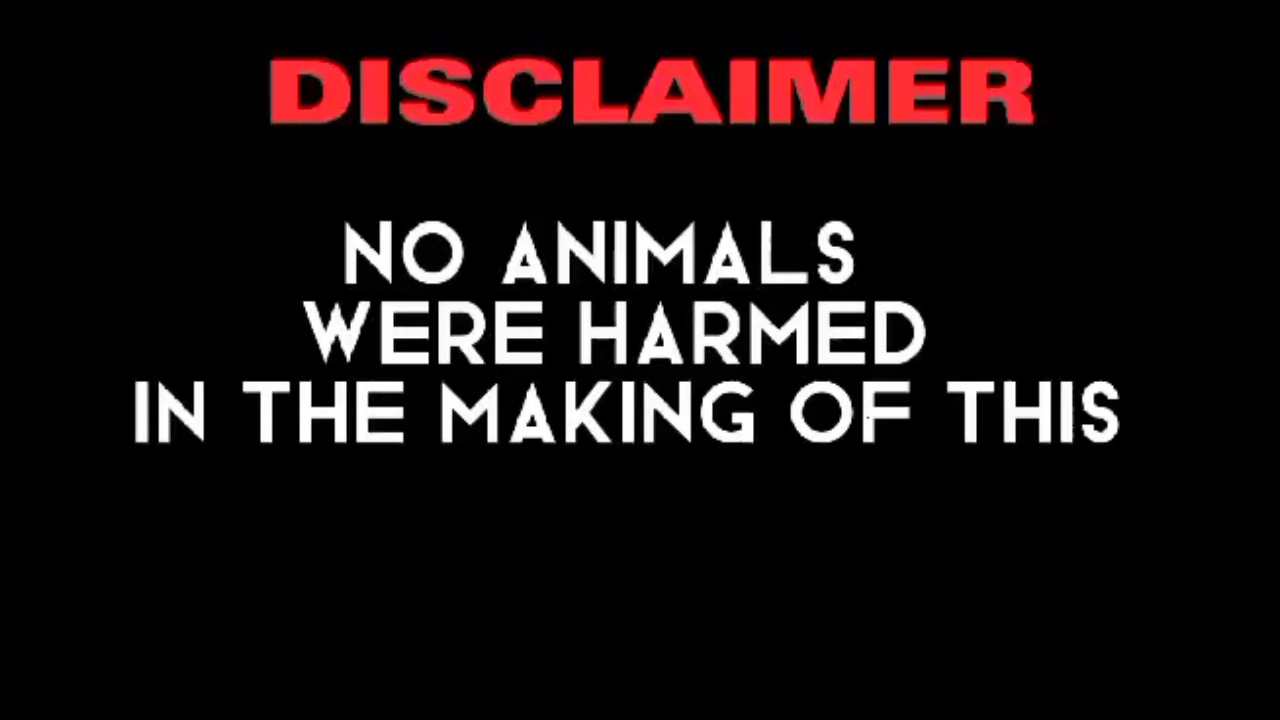 DISCLAIMER
NO ANIMALS
WERE HARMED
IN THE MAKING OF THIS